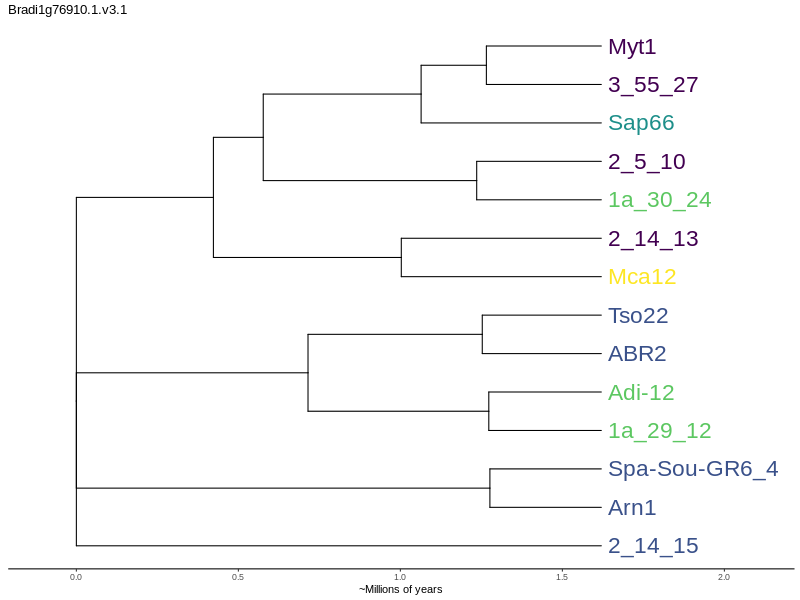 Bradi1g76910.1.v3.1
Myt1
3_55_27
Sap66
2_5_10
1a_30_24
2_14_13
Mca12
Tso22
ABR2
Adi-12
1a_29_12
Spa-Sou-GR6_4
Arn1
2_14_15
0.0 0.5 1.0 1.5 2.0
~Millions of years